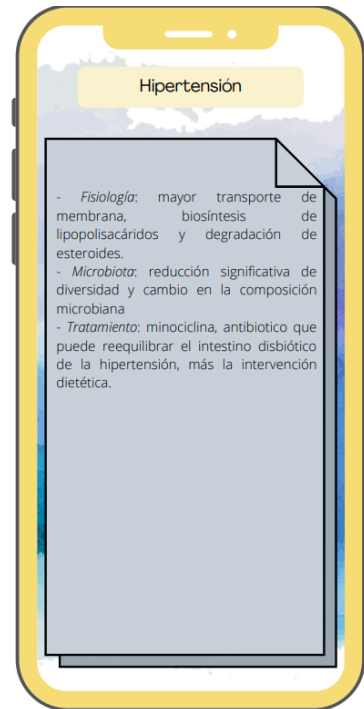 Hipertensión
- Fisiología: mayor transporte de
membrana, biosíntesis de
lipopolisacáridos y degradación de
esteroides.
- Microbiota: reducción significativa de
diversidad y cambio en la composición
microbiana
- Tratamiento: minociclina, antibiotico que
puede reequilibrar el intestino disbiótico
de la hipertensión, más la intervención
dietética.